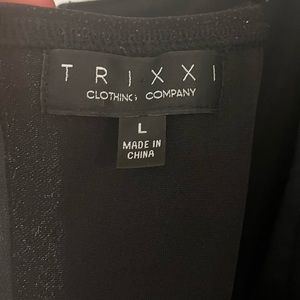 TRIXXI
CLOTHING COMPANY
L
MADE IN
CHINA